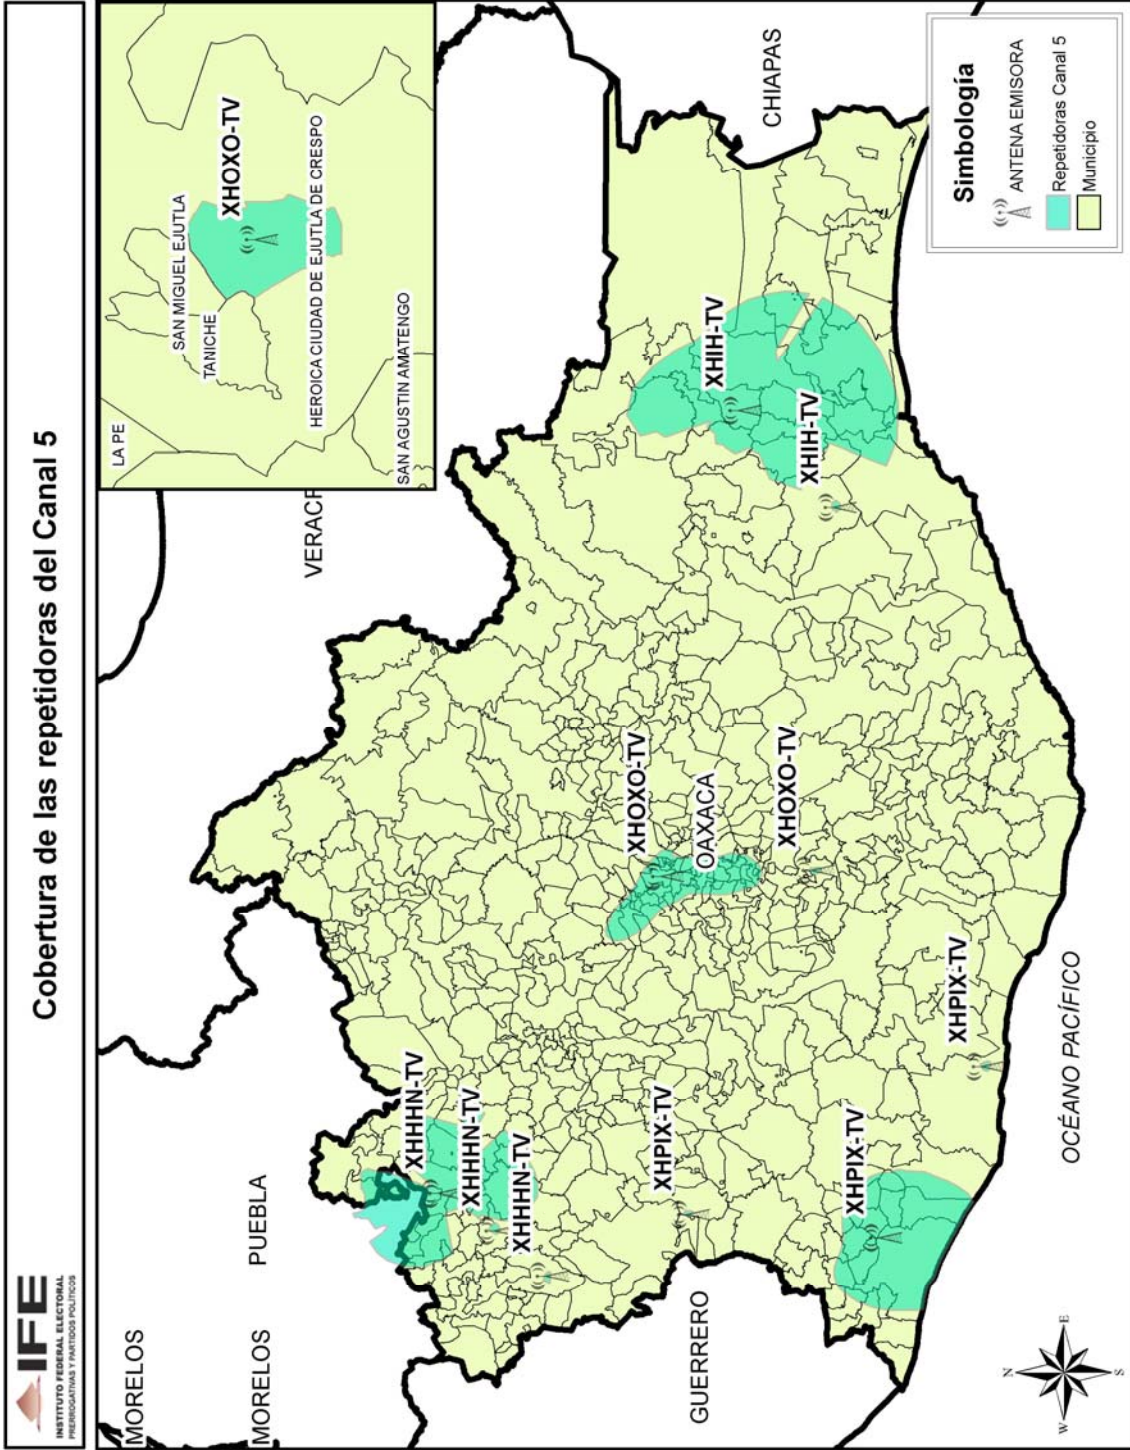 IFE
INSTITUTO FEDERAL ELECTORAL
PRERROGATIVAS Y PARTIDOS POLÍTICOS
Cobertura de las repetidoras del Canal 5
MORELOS
MORELOS
PUEBLA
VERACR
GUERRERO
CHIAPAS
OCÉANO PACÍFICO
LA PE
SAN MIGUEL EJUTLA
TANICHE
XHOXO-TV
HEROICA CIUDAD DE EJUTLA DE CRESPO
SAN AGUSTIN AMATENGO
XHHHN-TV
XHHHN-TV
XHHHN-TV
XHPIX-TV
XHPIX-TV
XHPIX-TV
XHOXO-TV
OAXACA
XHOXO-TV
XHIH-TV
XHIH-TV
N
W
E
S
Simbología
ANTENA EMISORA
Repetidoras Canal 5
Municipio